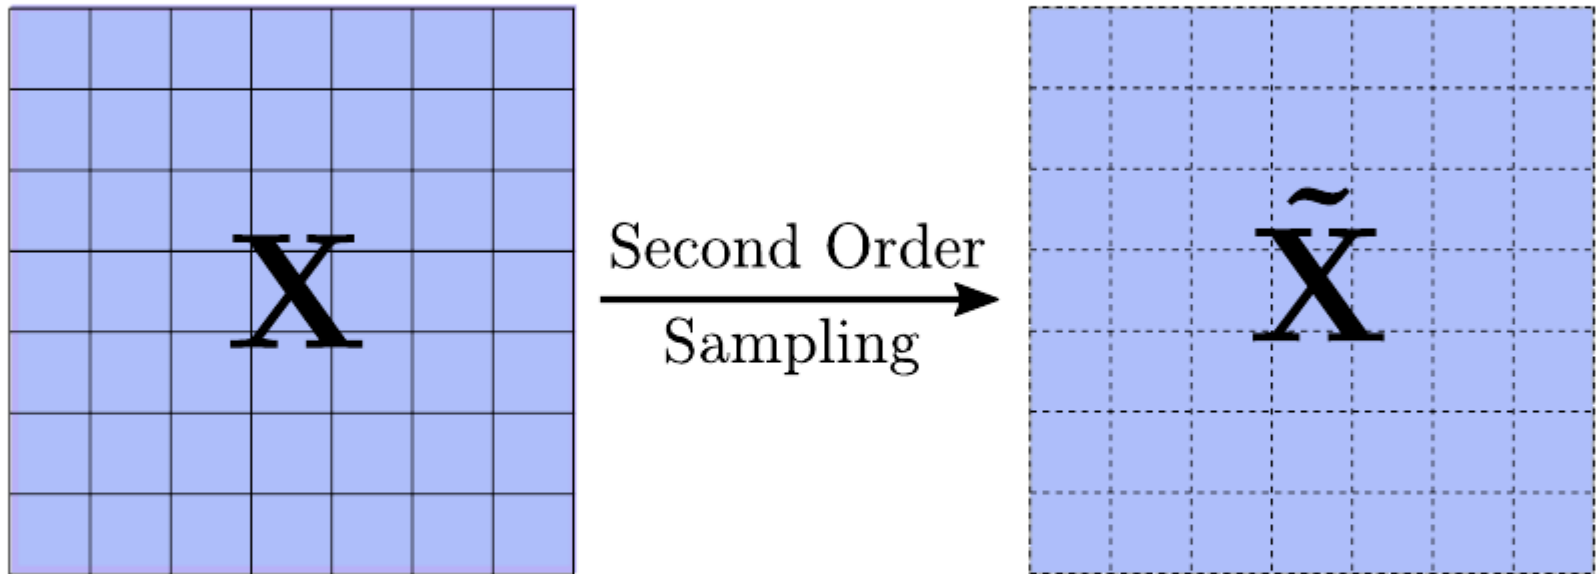 X
Second Order
Sampling
X̃